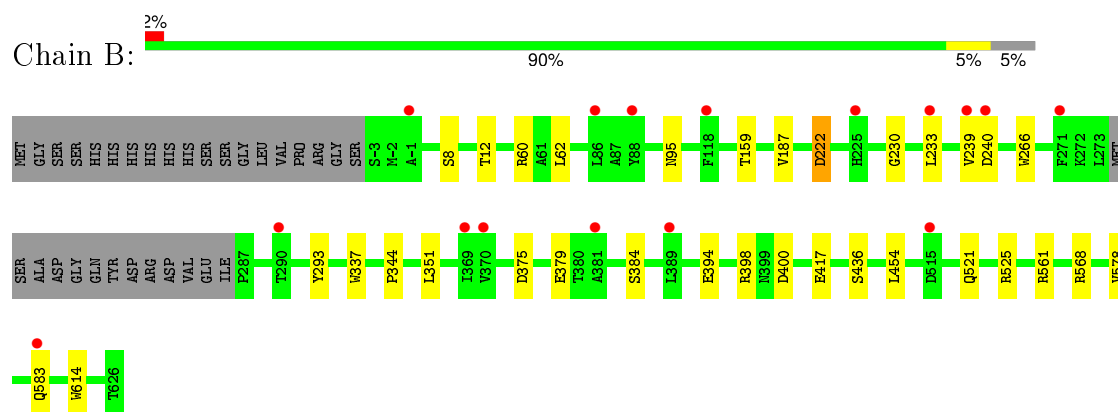 2%
Chain B:
90% 5% 5%
MET GLY SER SER HIS HIS HIS HIS HIS HIS SER SER GLY LEU VAL PRO ARG GLY SER S-3 M-2 A-1 S8 T12 R60 A61 L62 L86 A87 Y88 N95 F118 T159 V187 D222 H225 G230 L233 V239 D240 W266 F271 K272 L273 MET
SER ALA ASP GLY GLN TYR ASP ARG ASP VAL GLU ILE P287 T290 Y293 W337 P344 L351 I369 V370 D375 E379 T380 A381 S384 L389 E394 R398 N399 D400 E417 S436 L454 D515 Q521 R525 R561 R568 V578
Q583 W614 T626